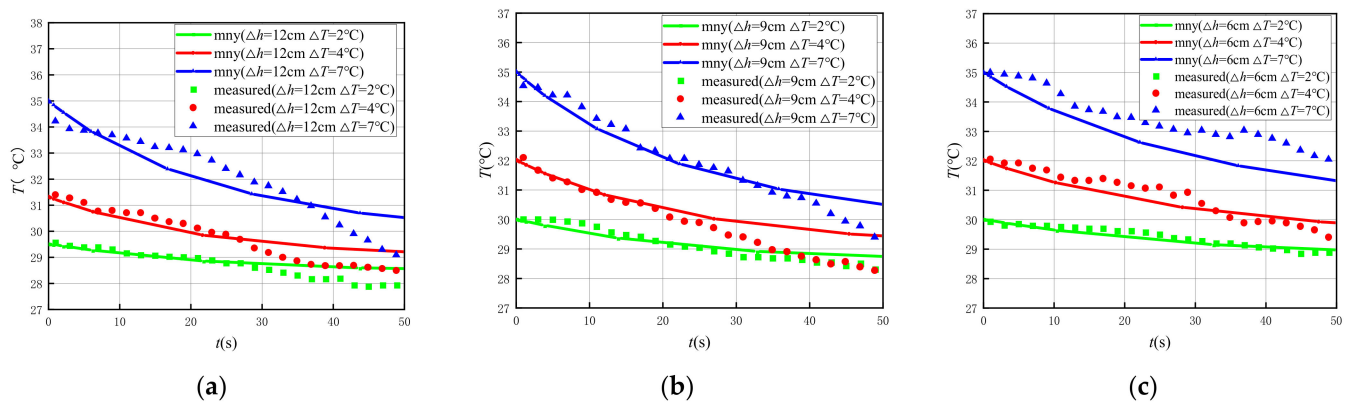 38
37
36
35
34
33
32
31
30
29
28
27
T( °C)
0
10
20
30
40
50
t(s)
mny(△h=12cm △T=2℃)
mny(△h=12cm △T=4℃)
mny(△h=12cm △T=7℃)
measured(△h=12cm △T=2℃)
measured(△h=12cm △T=4℃)
measured(△h=12cm △T=7℃)
(a)
37
36
35
34
33
32
31
30
29
28
27
T(°C)
0
10
20
30
40
50
t(s)
mny(△h=9cm △T=2℃)
mny(△h=9cm △T=4℃)
mny(△h=9cm △T=7℃)
measured(△h=9cm △T=2℃)
measured(△h=9cm △T=4℃)
measured(△h=9cm △T=7℃)
(b)
37
36
35
34
33
32
31
30
29
28
27
T(°C)
0
10
20
30
40
50
t(s)
mny(△h=6cm △T=2℃)
mny(△h=6cm △T=4℃)
mny(△h=6cm △T=7℃)
measured(△h=6cm △T=2℃)
measured(△h=6cm △T=4℃)
measured(△h=6cm △T=7℃)
(c)